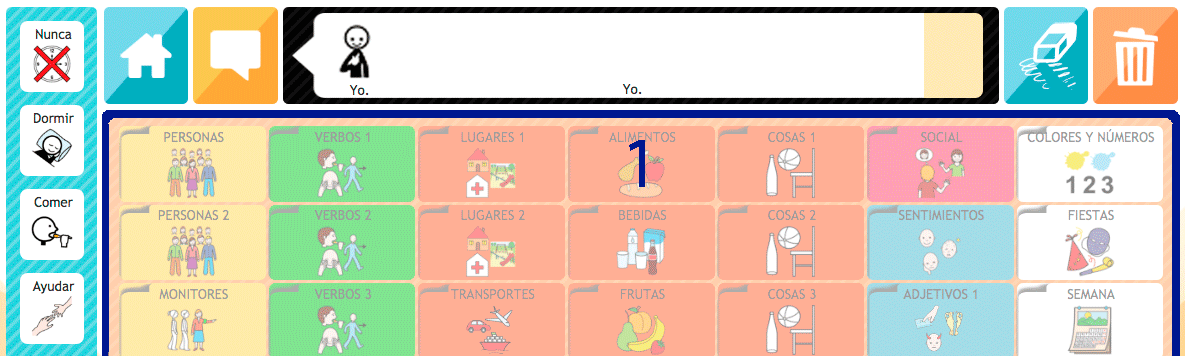 Nunca
Dormir
Comer
Ayudar
Yo.
Yo.
1
PERSONAS
VERBOS 1
LUGARES 1
ALIMENTOS
COSAS 1
SOCIAL
COLORES Y NÚMEROS
1 2 3
PERSONAS 2
VERBOS 2
LUGARES 2
BEBIDAS
COSAS 2
SENTIMIENTOS
FIESTAS
MONITORES
VERBOS 3
TRANSPORTES
FRUTAS
COSAS 3
ADJETIVOS 1
SEMANA